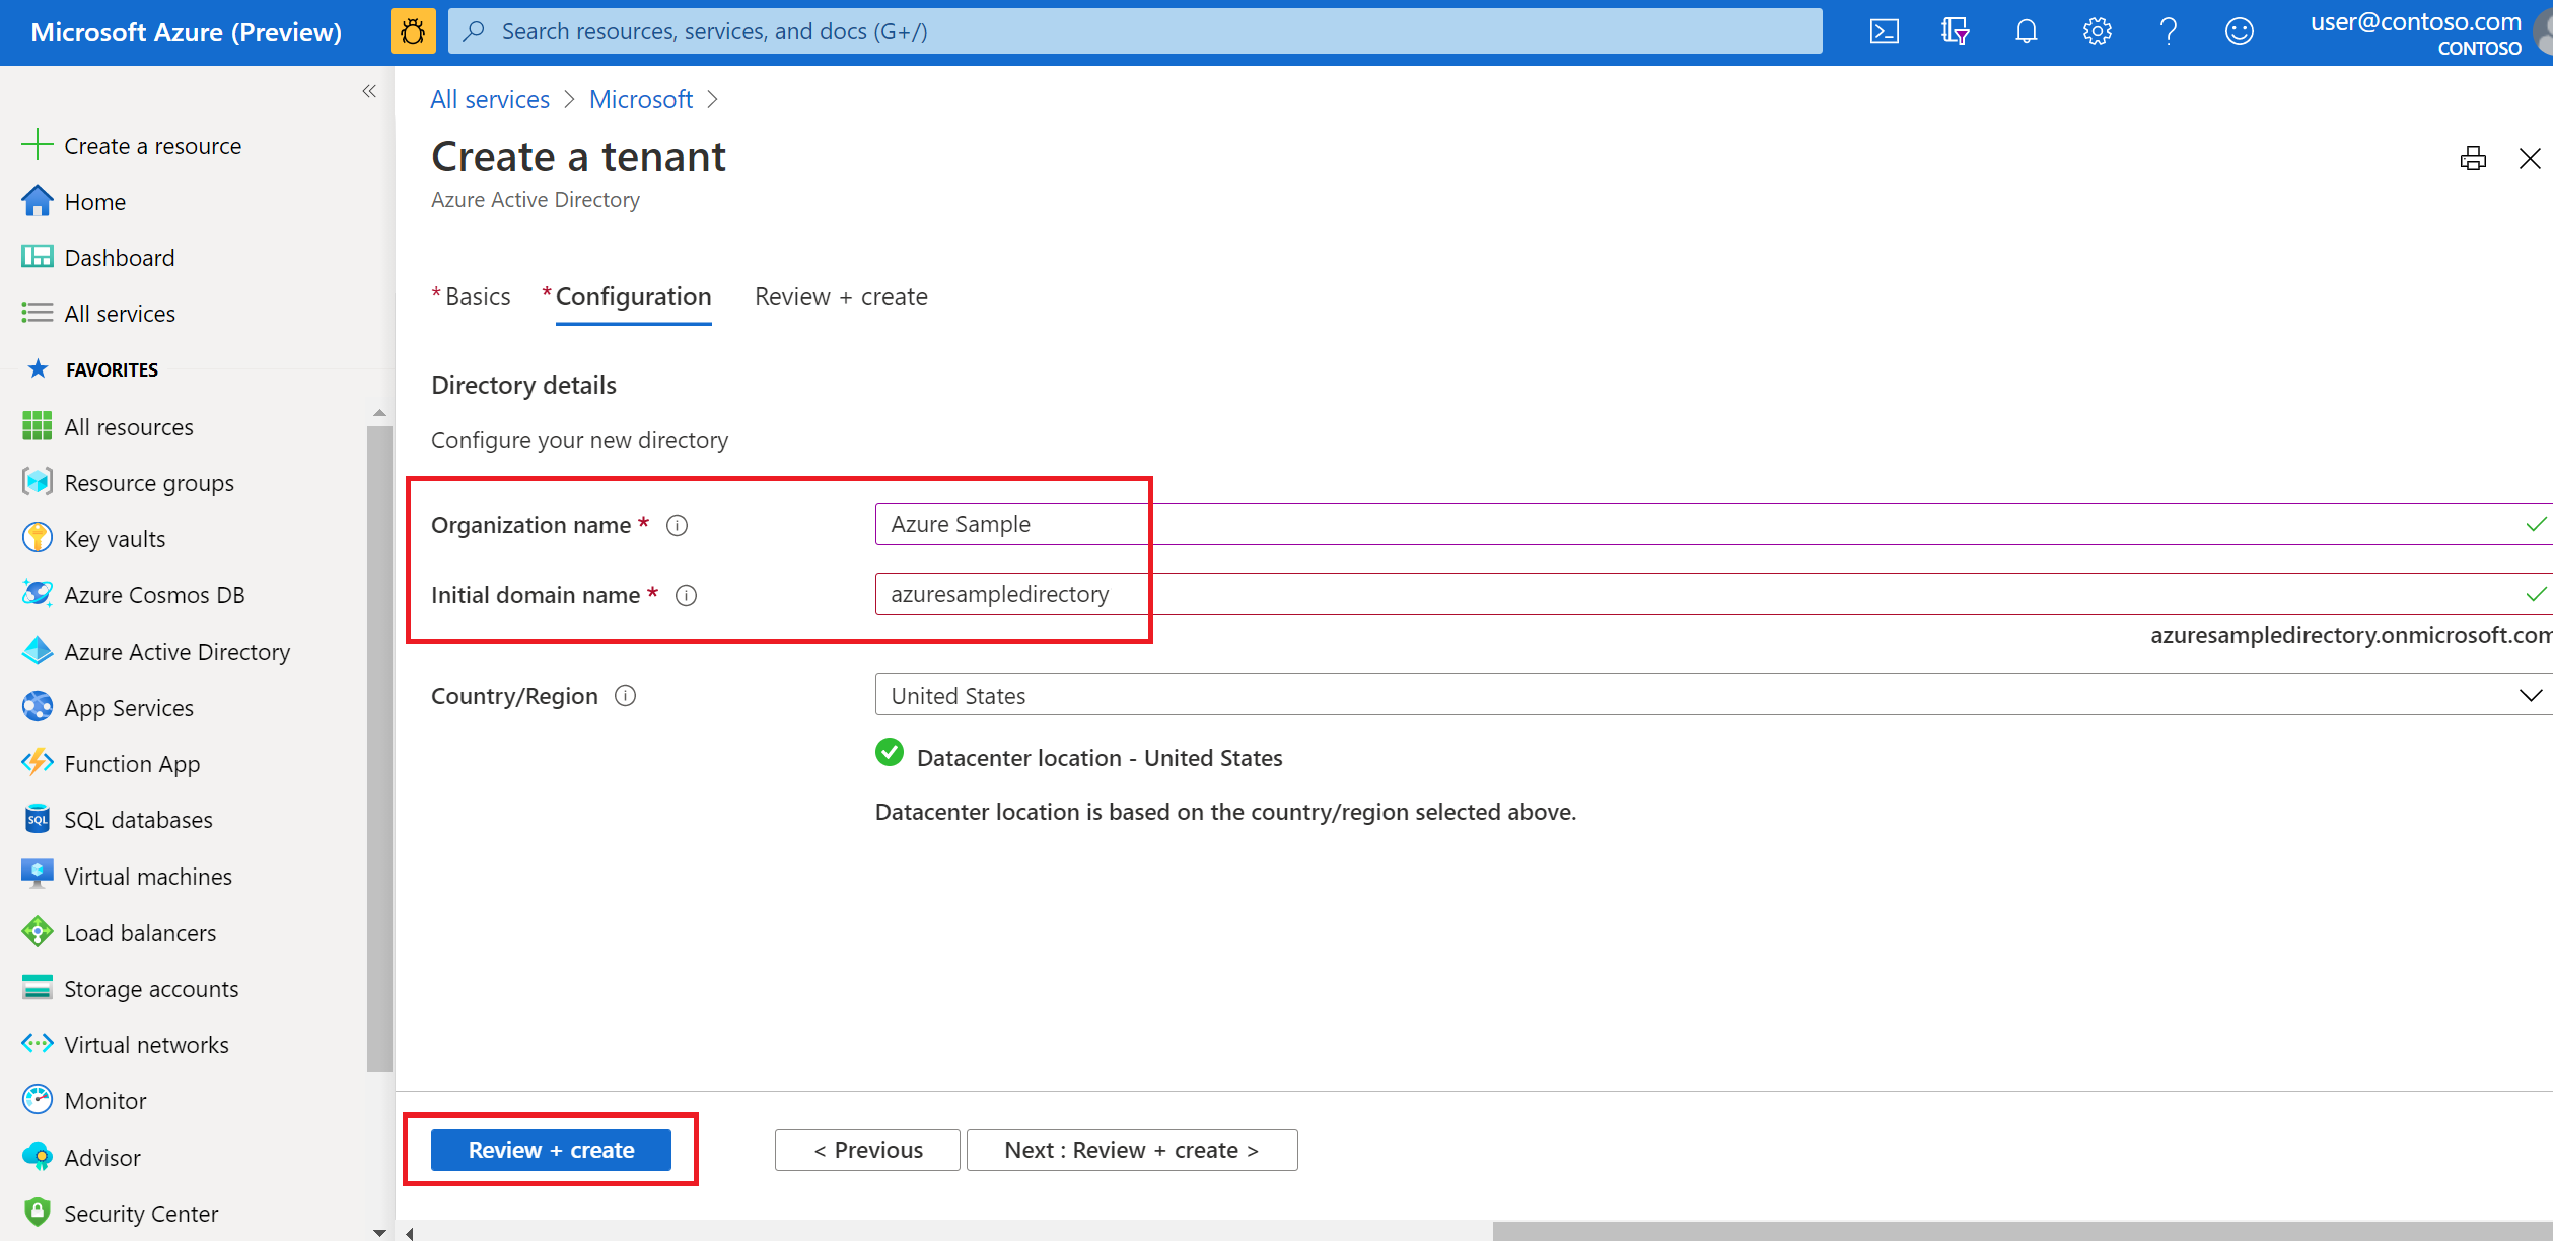 Microsoft Azure (Preview)
Search resources, services, and docs (G+/)
user@contoso.com
CONTOSO
Create a resource
Home
Dashboard
All services
FAVORITES
All resources
Resource groups
Key vaults
Azure Cosmos DB
Azure Active Directory
App Services
Function App
SQL databases
Virtual machines
Load balancers
Storage accounts
Virtual networks
Monitor
Advisor
Security Center
All services > Microsoft >
Create a tenant
Azure Active Directory
* Basics * Configuration Review + create
Directory details
Configure your new directory
Organization name * Azure Sample
Initial domain name * azuresampledirectory
azuresampledirectory.onmicrosoft.com
Country/Region United States
Datacenter location - United States
Datacenter location is based on the country/region selected above.
Review + create < Previous Next : Review + create >